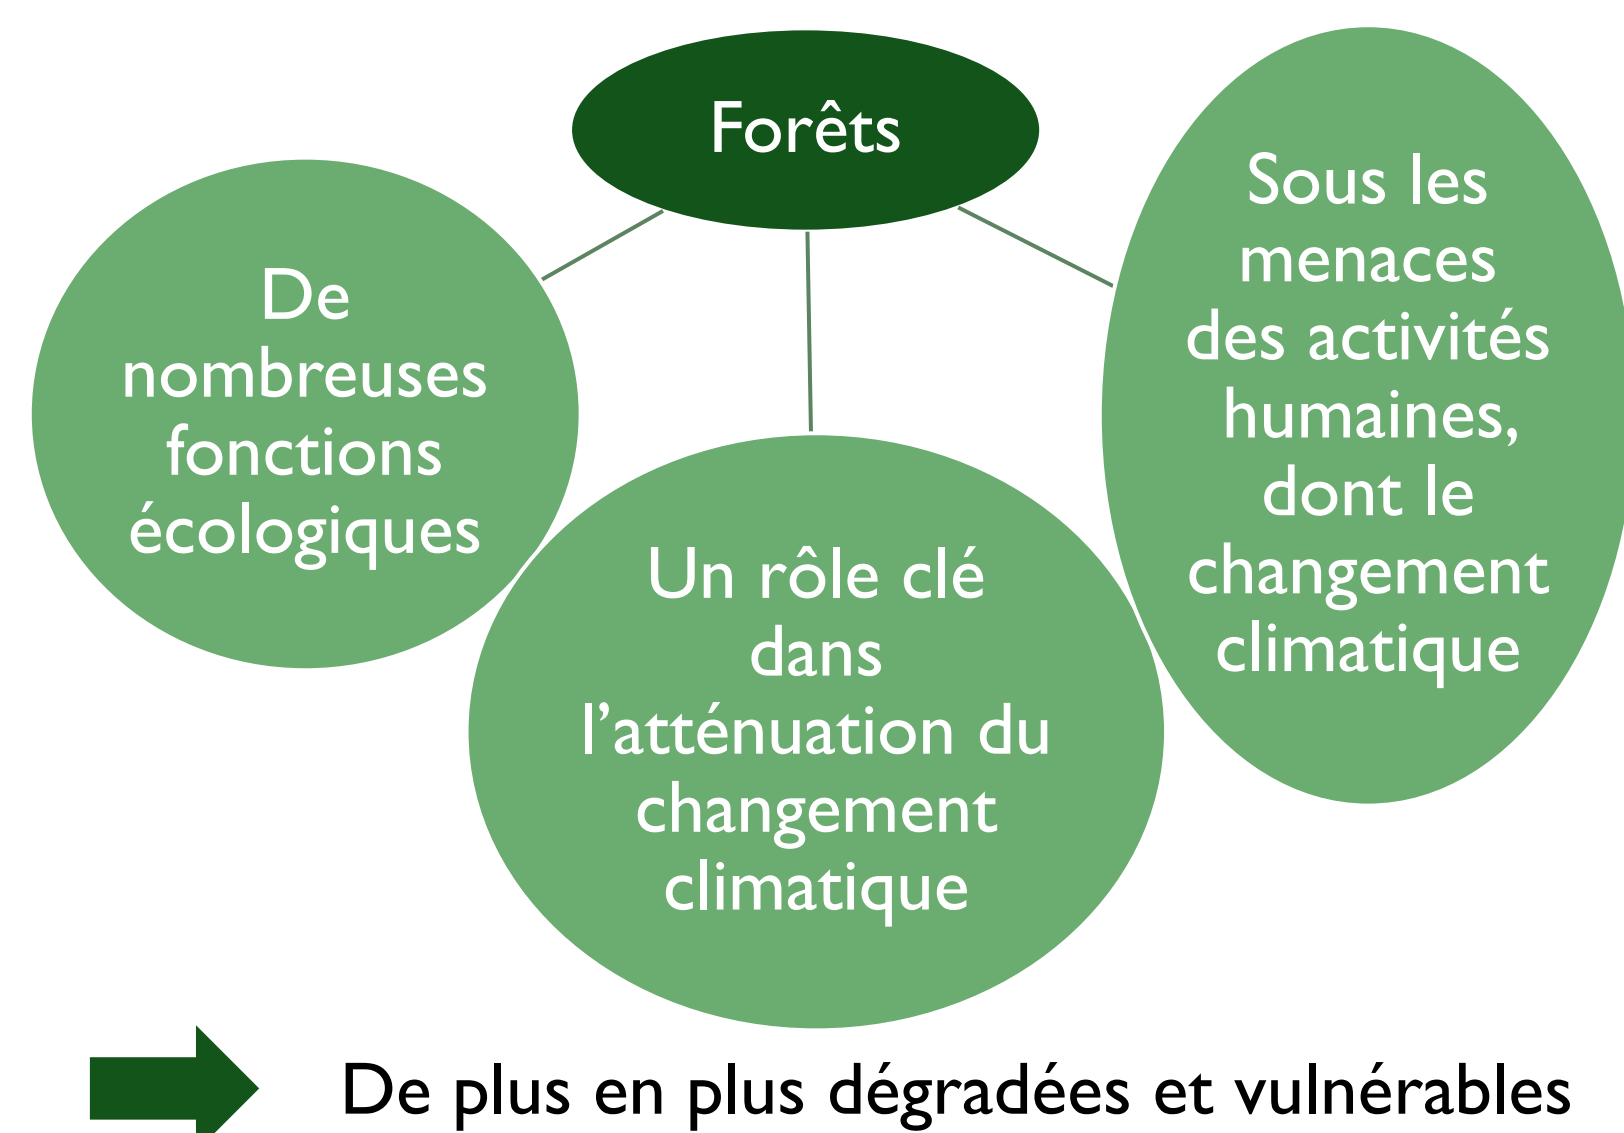 Forêts
De
nombreuses
fonctions
écologiques
Un rôle clé
dans
l’atténuation du
changement
climatique
Sous les
menaces
des activités
humaines,
dont le
changement
climatique
De plus en plus dégradées et vulnérables